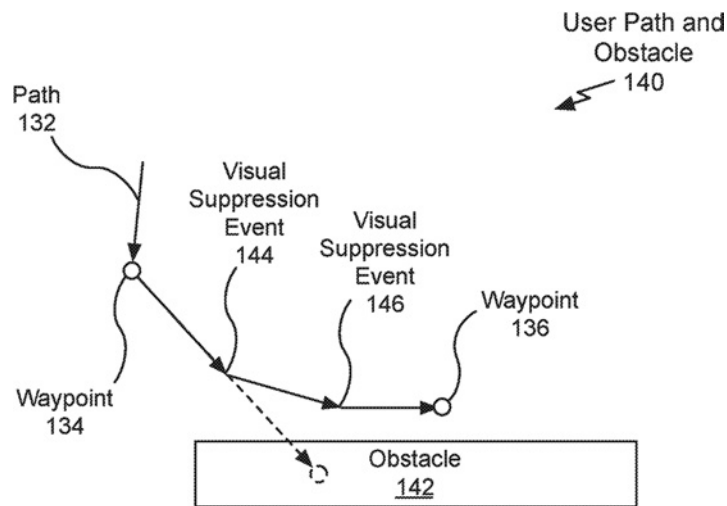 User Path and
Obstacle
140
Path
132
Visual
Suppression
Event
144
Visual
Suppression
Event
146
Waypoint
136
Waypoint
134
Obstacle
142